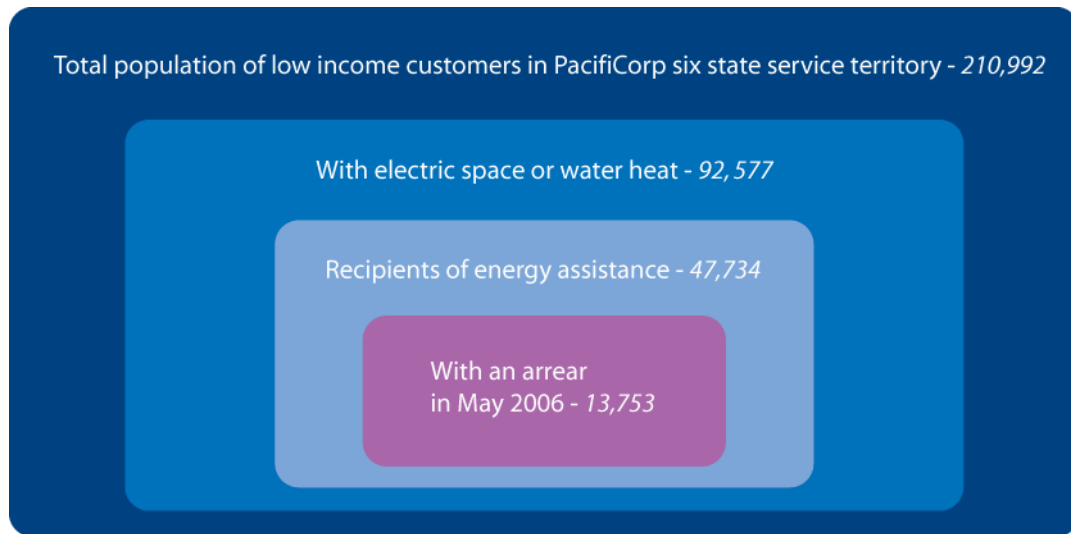 Total population of low income customers in PacifiCorp six state service territory - 210,992
With electric space or water heat - 92,577
Recipients of energy assistance - 47,734
With an arrear
in May 2006 - 13,753